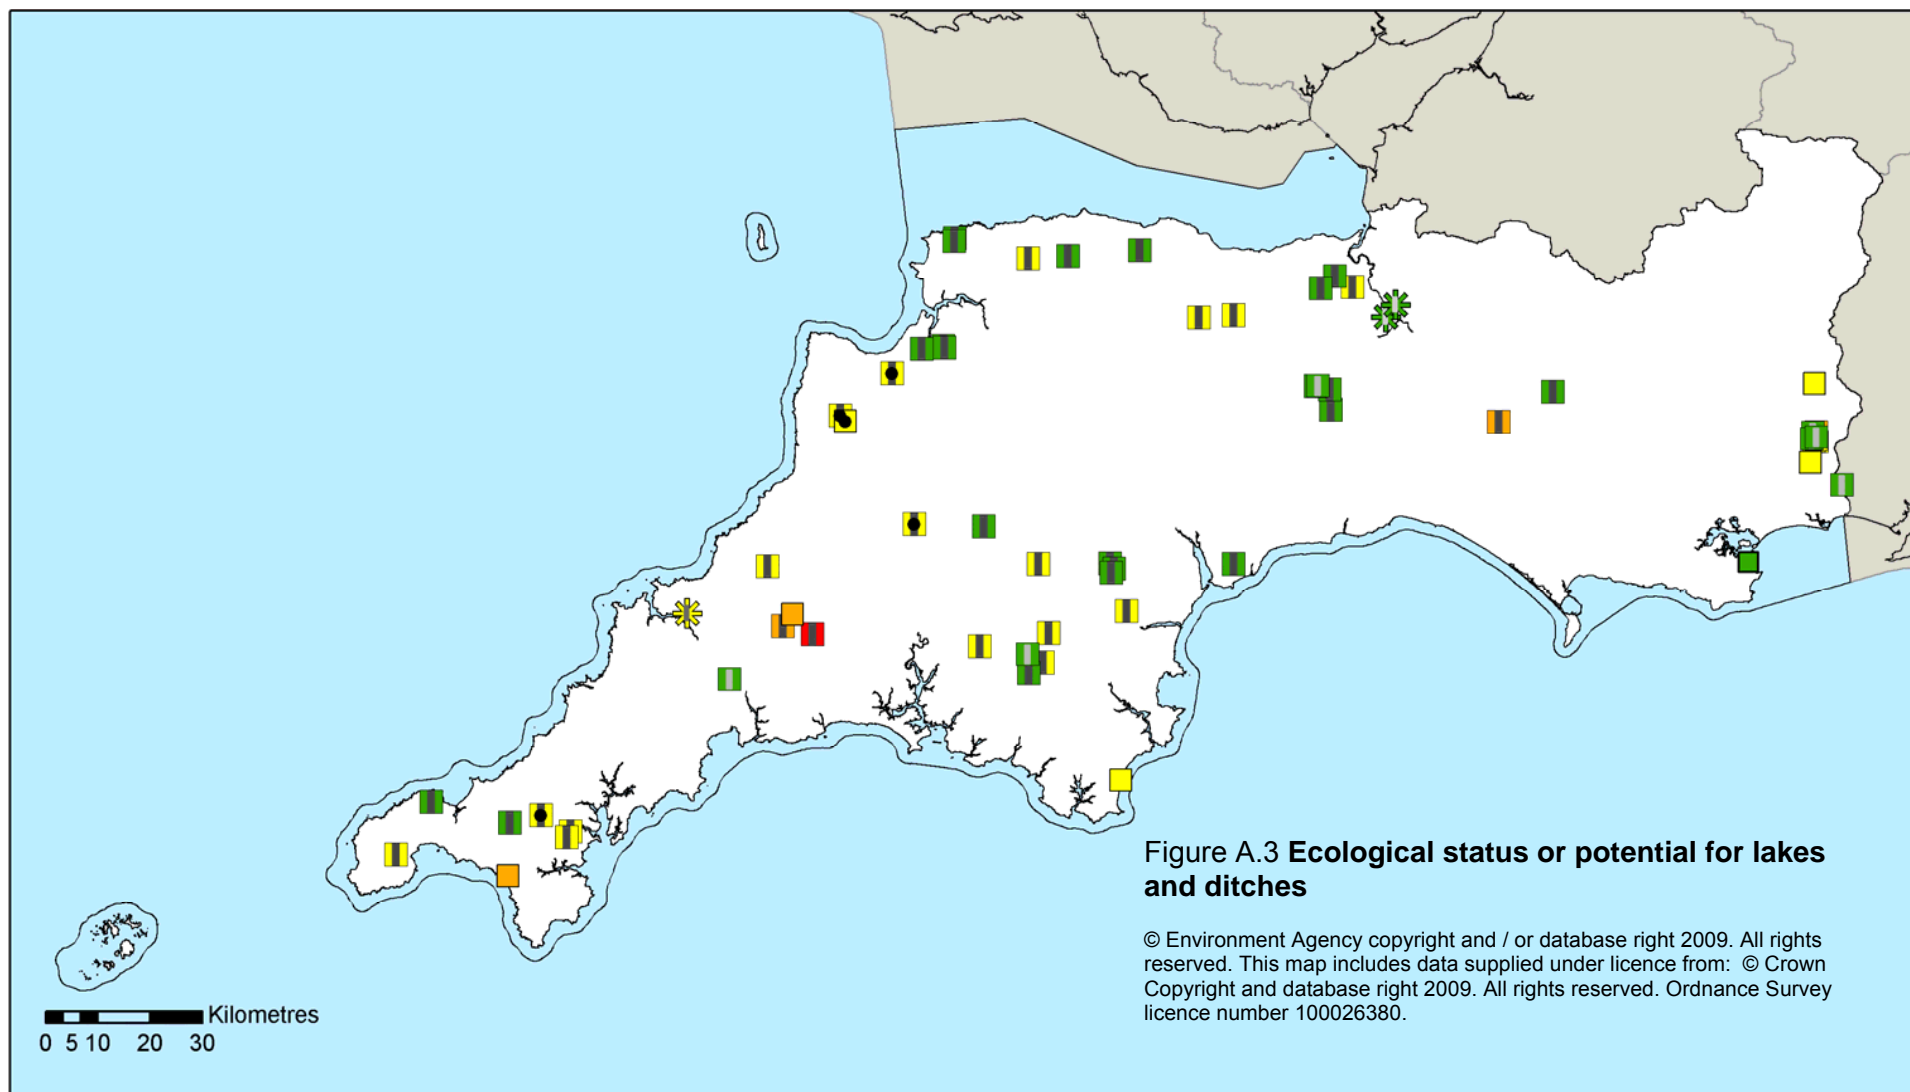 Figure A.3 Ecological status or potential for lakes
and ditches
© Environment Agency copyright and / or database right 2009. All rights
reserved. This map includes data supplied under licence from: © Crown
Copyright and database right 2009. All rights reserved. Ordnance Survey
licence number 100026380.
Kilometres
0 5 10 20 30